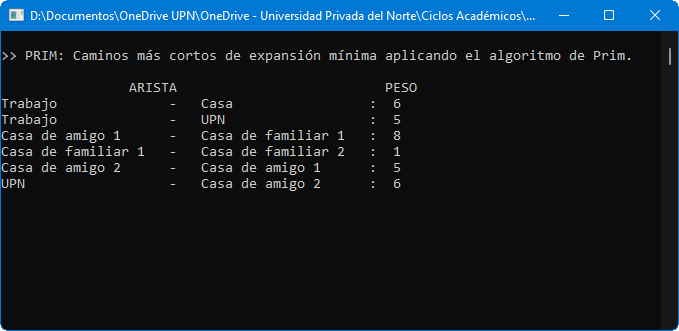 D:\Documentos\OneDrive UPN\OneDrive - Universidad Privada del Norte\Ciclos Académicos\...
>> PRIM: Caminos más cortos de expansión mínima aplicando el algoritmo de Prim.
ARISTA PESO
Trabajo - Casa : 6
Trabajo - UPN : 5
Casa de amigo 1 - Casa de familiar 1 : 8
Casa de familiar 1 - Casa de familiar 2 : 1
Casa de amigo 2 - Casa de amigo 1 : 5
UPN - Casa de amigo 2 : 6